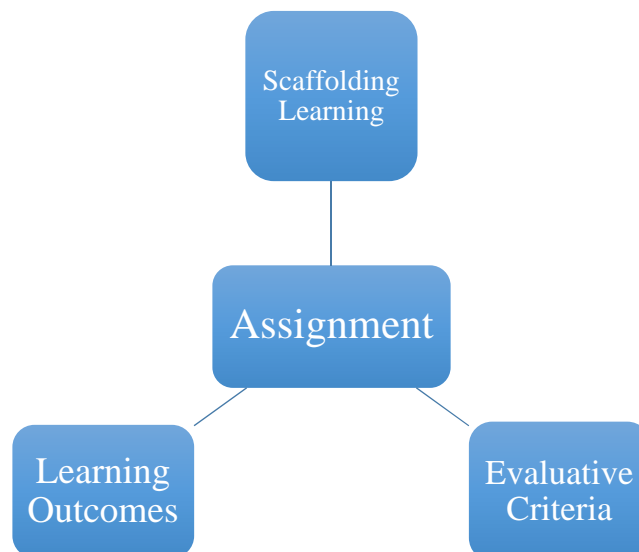 Scaffolding
Learning
Assignment
Learning
Outcomes
Evaluative
Criteria